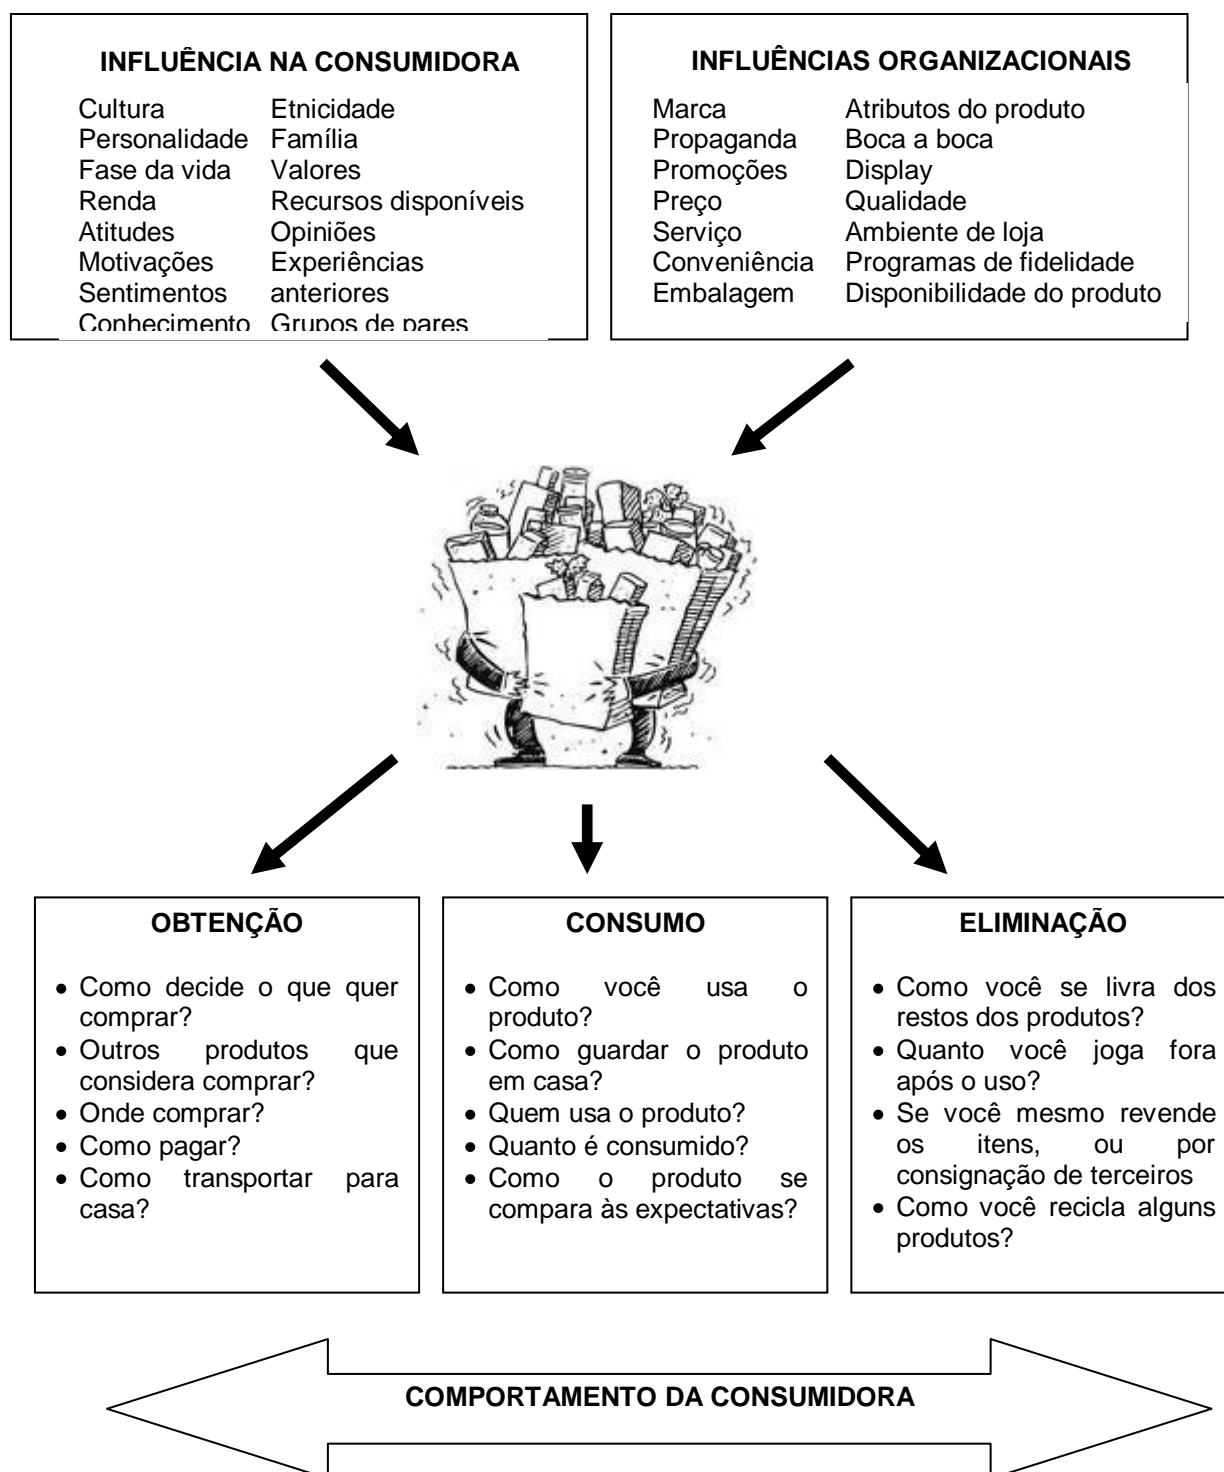 INFLUÊNCIA NA CONSUMIDORA
Cultura Etnicidade
Personalidade Família
Fase da vida Valores
Renda Recursos disponíveis
Atitudes Opiniões
Motivações Experiências
Sentimentos anteriores
Conhecimento Grupos de pares
INFLUÊNCIAS ORGANIZACIONAIS
Marca Atributos do produto
Propaganda Boca a boca
Promoções Display
Preço Qualidade
Serviço Ambiente de loja
Conveniência Programas de fidelidade
Embalagem Disponibilidade do produto
OBTENÇÃO
• Como decide o que quer
comprar?
• Outros produtos que
considera comprar?
• Onde comprar?
• Como pagar?
• Como transportar para
casa?
CONSUMO
• Como você usa o
produto?
• Como guardar o produto
em casa?
• Quem usa o produto?
• Quanto é consumido?
• Como o produto se
compara às expectativas?
ELIMINAÇÃO
• Como você se livra dos
restos dos produtos?
• Quanto você joga fora
após o uso?
• Se você mesmo revende
os itens, ou por
consignação de terceiros
• Como você recicla alguns
produtos?
COMPORTAMENTO DA CONSUMIDORA